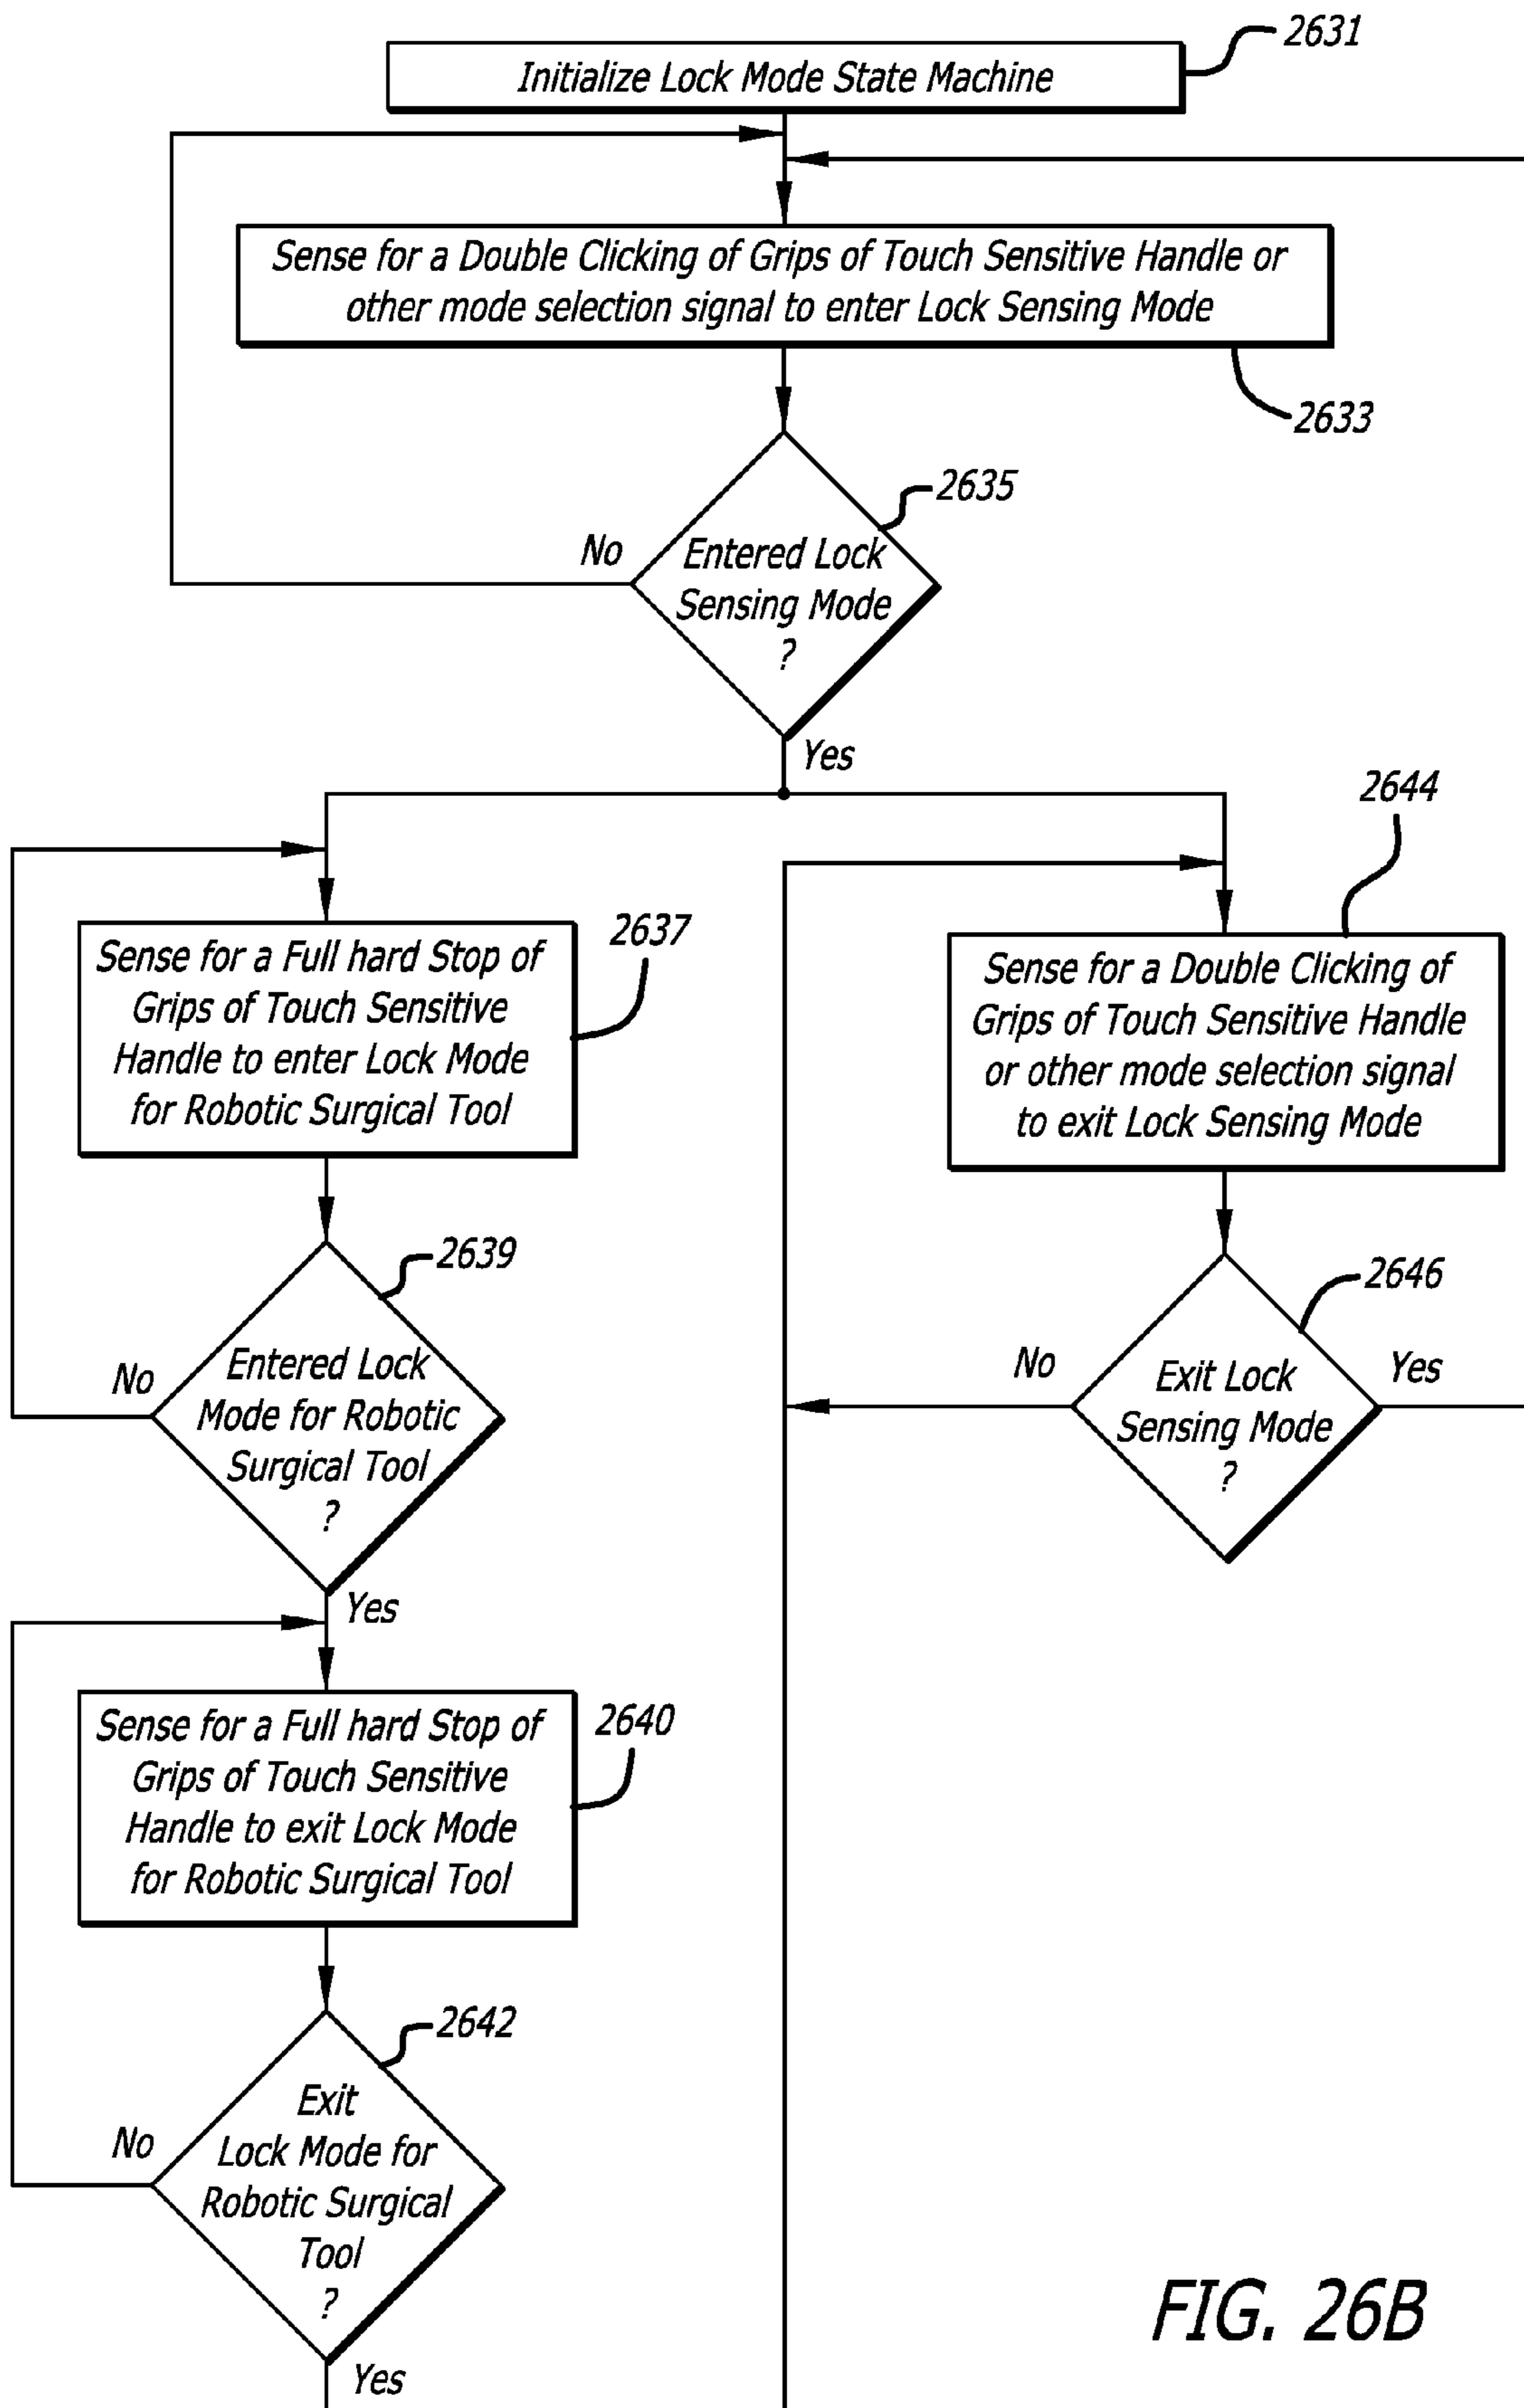 2631
Initialize Lock Mode State Machine
Sense for a Double Clicking of Grips of Touch Sensitive Handle or
other mode selection signal to enter Lock Sensing Mode
2633
2635
No
Entered Lock
Sensing Mode
?
Yes
2637
Sense for a Full hard Stop of
Grips of Touch Sensitive
Handle to enter Lock Mode
for Robotic Surgical Tool
2639
No
Entered Lock
Mode for Robotic
Surgical Tool
?
Yes
2640
Sense for a Full hard Stop of
Grips of Touch Sensitive
Handle to exit Lock Mode
for Robotic Surgical Tool
2642
No
Exit
Lock Mode for
Robotic Surgical
Tool
?
Yes
2644
Sense for a Double Clicking of
Grips of Touch Sensitive Handle
or other mode selection signal
to exit Lock Sensing Mode
2646
No
Exit Lock
Sensing Mode
?
Yes
FIG. 26B